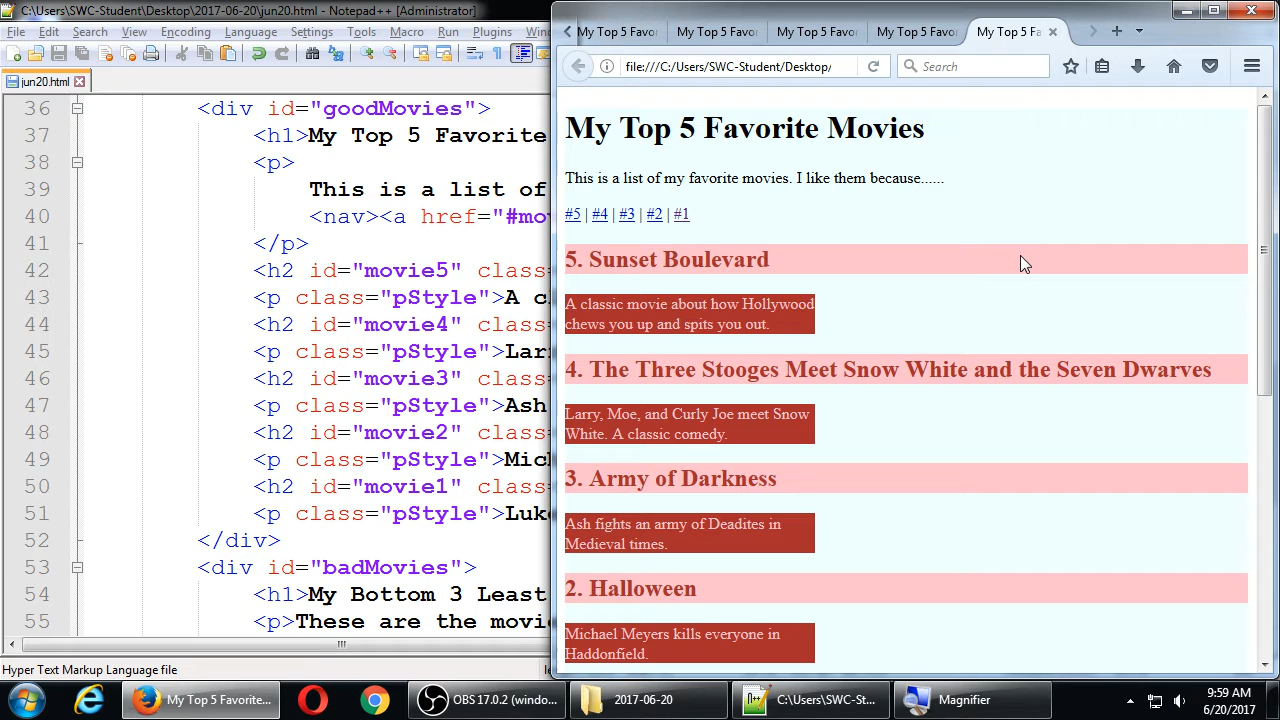 C:\Users\SWC-Student\Desktop\2017-06-20\jun20.html - Notepad++ [Administrator]
File Edit Search View Encoding Language Settings Tools Macro Run Plugins Window
jun20.html
36 <div id="goodMovies">
37 <h1>My Top 5 Favorite
38 <p>
39 This is a list of
40 <nav><a href="#mov
41 </p>
42 <h2 id="movie5" class
43 <p class="pStyle">A cl
44 <h2 id="movie4" class
45 <p class="pStyle">Larr
46 <h2 id="movie3" class
47 <p class="pStyle">Ash
48 <h2 id="movie2" class
49 <p class="pStyle">Mich
50 <h2 id="movie1" class
51 <p class="pStyle">Luke
52 </div>
53 <div id="badMovies">
54 <h1>My Bottom 3 Least
55 <p>These are the movie
Hyper Text Markup Language file
My Top 5 Favor My Top 5 Favor My Top 5 Favor My Top 5 Favor My Top 5 Fa
file:///C:/Users/SWC-Student/Desktop/
Search
My Top 5 Favorite Movies
This is a list of my favorite movies. I like them because......
#5 | #4 | #3 | #2 | #1
5. Sunset Boulevard
A classic movie about how Hollywood
chews you up and spits you out.
4. The Three Stooges Meet Snow White and the Seven Dwarves
Larry, Moe, and Curly Joe meet Snow
White. A classic comedy.
3. Army of Darkness
Ash fights an army of Deadites in
Medieval times.
2. Halloween
Michael Meyers kills everyone in
Haddonfield.
My Top 5 Favorite... OBS 17.0.2 (windo... 2017-06-20 C:\Users\SWC-Stu... Magnifier
9:59 AM
6/20/2017